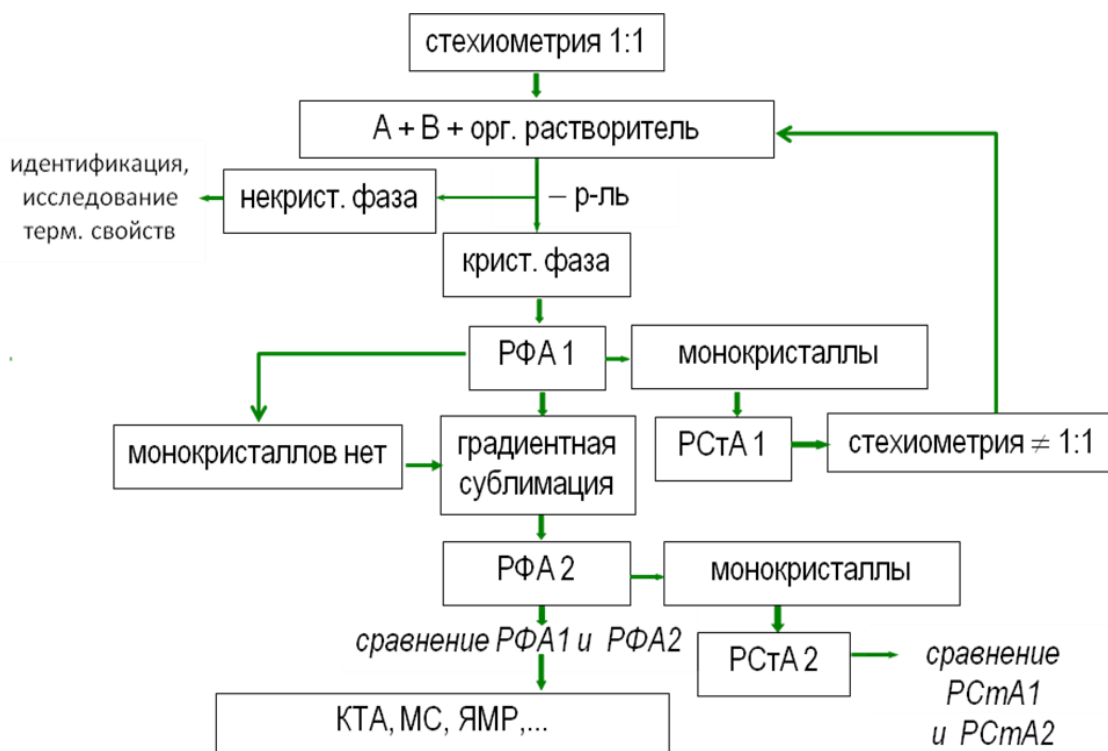 стехиометрия 1:1
А + В + орг. растворитель
идентификация,
исследование
терм. свойств
некрист. фаза
– р-ль
крист. фаза
РФА 1
монокристаллы
монокристаллов нет
градиентная
сублимация
РСтА 1
стехиометрия ≠ 1:1
РФА 2
монокристаллы
сравнение РФА1 и РФА2
РСтА 2
сравнение
РСтА1
и РСтА2
КТА, МС, ЯМР,...